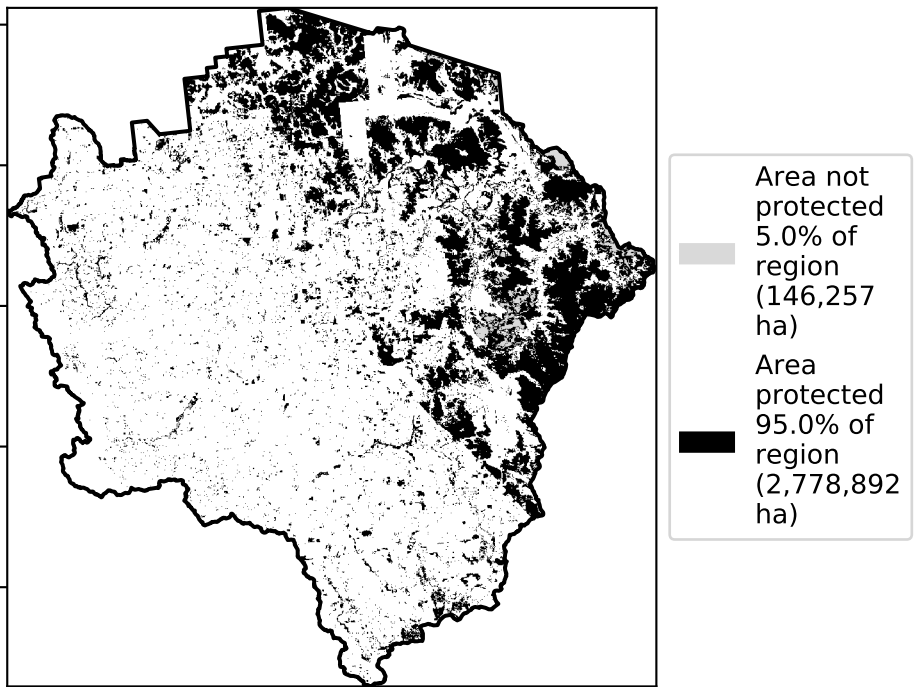 Area not
protected
5.0% of
region
(146,257
ha)
Area
protected
95.0% of
region
(2,778,892
ha)